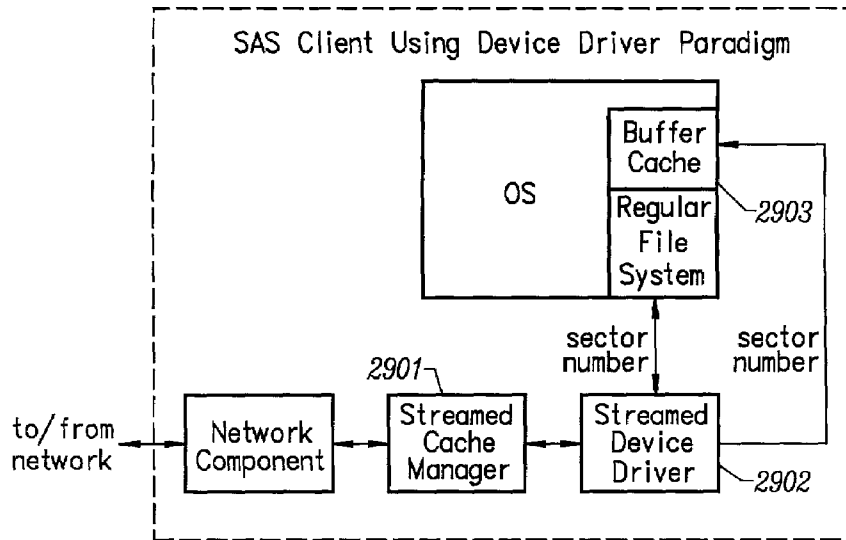 SAS Client Using Device Driver Paradigm
OS
Buffer
Cache
2903
Regular
File
System
sector
number
sector
number
2901
to/from
network
Network
Component
Streamed
Cache
Manager
Streamed
Device
Driver
2902